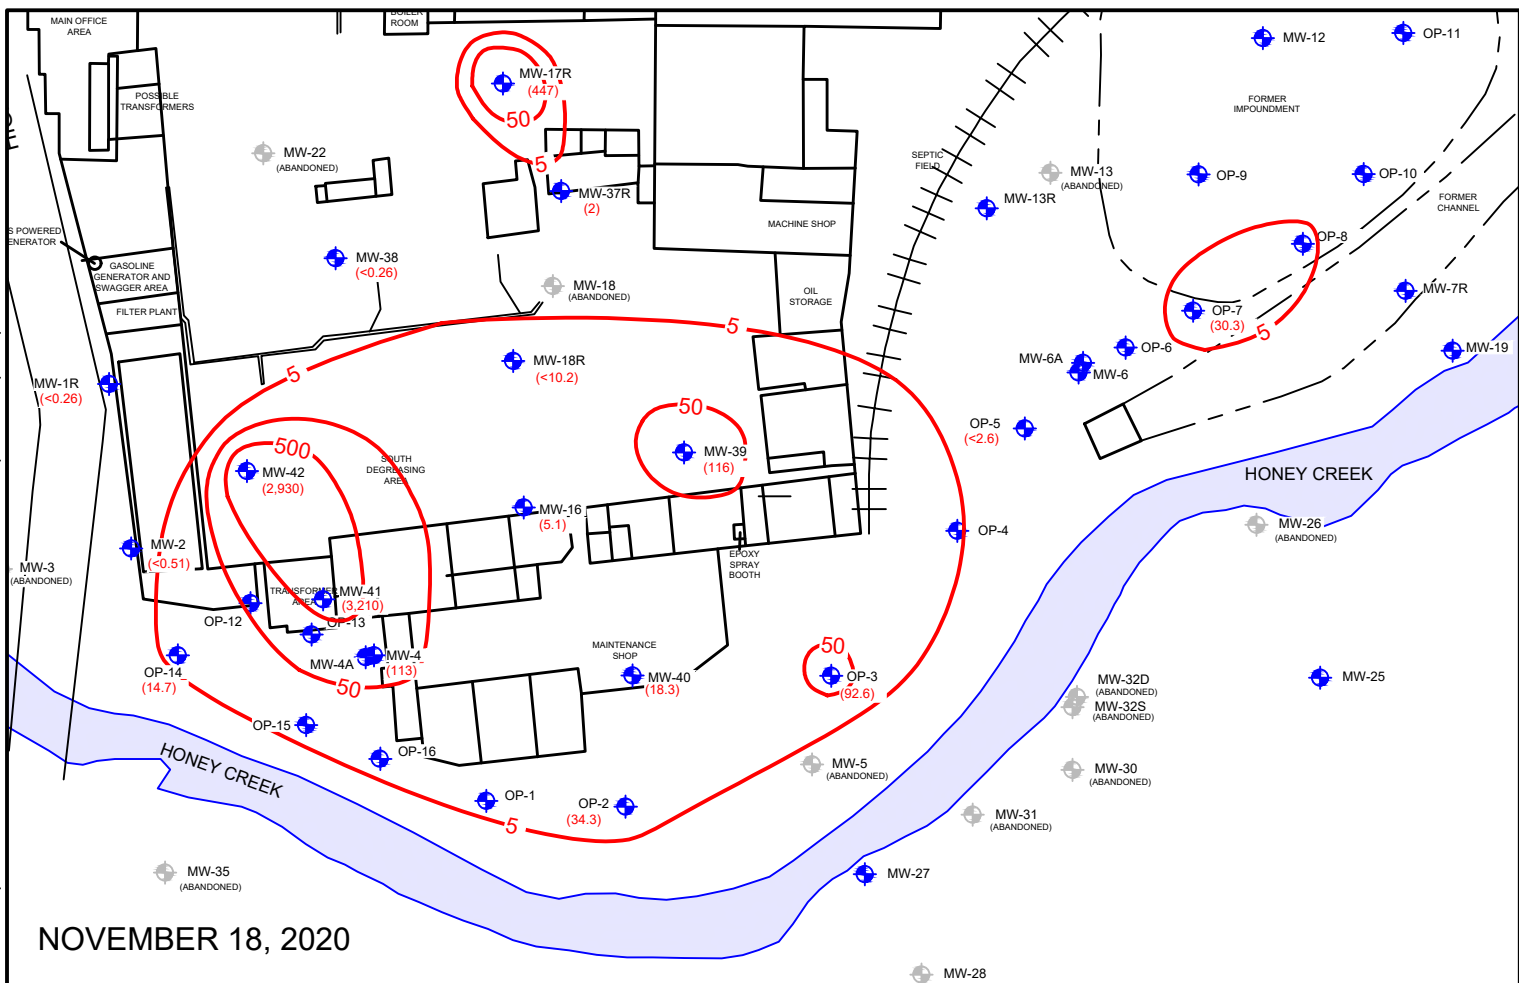 MAIN OFFICE
AREA
BOILER
ROOM
MW-12
OP-11
MW-17R
(447)
50
5
POSSIBLE
TRANSFORMERS
FORMER
IMPOUNDMENT
MW-22
(ABANDONED)
SEPTIC
FIELD
MW-13
(ABANDONED)
OP-9
OP-10
MW-37R
(2)
MW-13R
FORMER
CHANNEL
MACHINE SHOP
S POWERED
ENERATOR
OP-8
MW-38
(<0.26)
GASOLINE
GENERATOR AND
SWAGGER AREA
MW-18
(ABANDONED)
OIL
STORAGE
MW-7R
FILTER PLANT
OP-7
(30.3)
5
5
OP-6
MW-19
MW-18R
(<10.2)
MW-6A
MW-6
5
MW-1R
(<0.26)
50
OP-5
(<2.6)
500
MW-39
(116)
SOUTH
DEGREASING
AREA
MW-42
(2,930)
HONEY CREEK
MW-16
(5.1)
MW-26
(ABANDONED)
OP-4
MW-2
(<0.51)
EPOXY
SPRAY
BOOTH
MW-3
(ABANDONED)
TRANSFORMER
AREA
MW-41
(3,210)
OP-12
OP-13
MAINTENANCE
SHOP
50
MW-4A
MW-4
(113)
OP-14
(14.7)
MW-40
(18.3)
OP-3
(92.6)
MW-25
MW-32D
(ABANDONED)
MW-32S
(ABANDONED)
50
OP-15
OP-16
HONEY CREEK
MW-5
(ABANDONED)
MW-30
(ABANDONED)
OP-1
OP-2
(34.3)
MW-31
(ABANDONED)
5
MW-35
(ABANDONED)
MW-27
NOVEMBER 18, 2020
MW-28